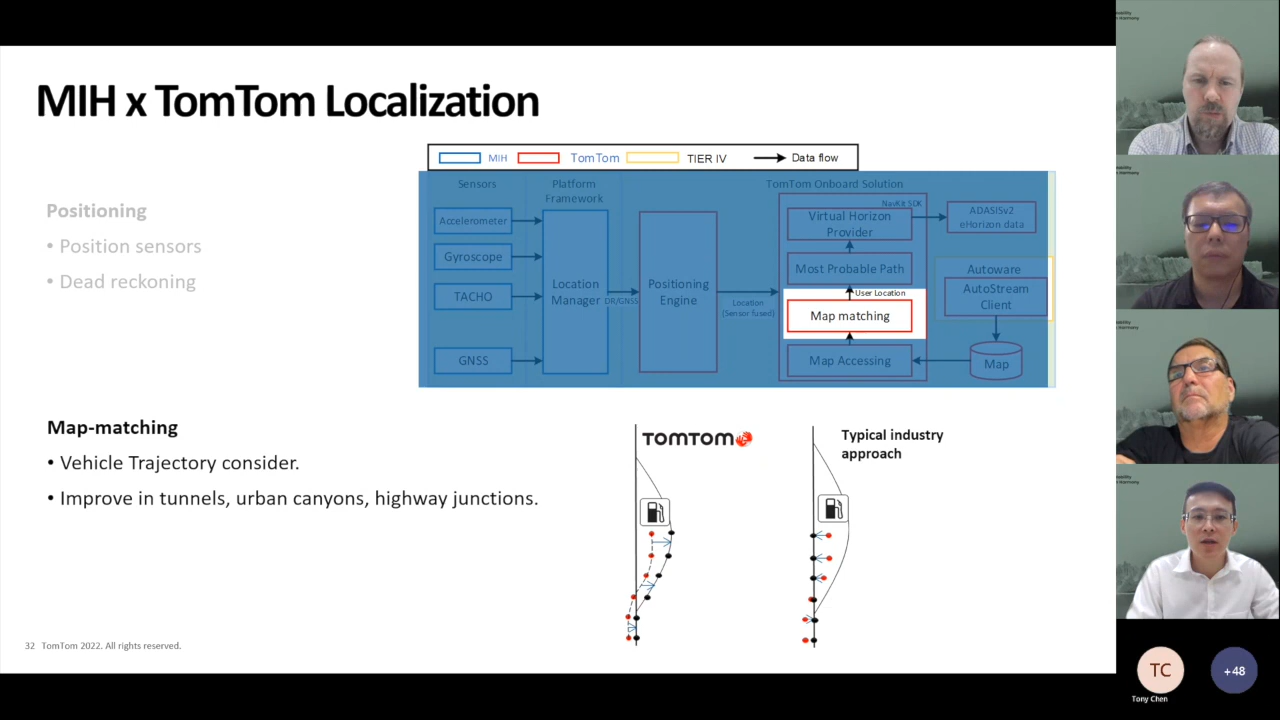 MIH x TomTom Localization
MIH TomTom TIER IV Data flow
Positioning
• Position sensors
• Dead reckoning
Sensors
Accelerometer
Gyroscope
TACHO
GNSS
Platform
Framework
Location
Manager
DR/GNSS
Positioning
Engine
Location
(Sensor fused)
TomTom Onboard Solution
NavKit SDK
Virtual Horizon
Provider
Most Probable Path
User Location
Map matching
Map Accessing
ADASISv2
eHorizon data
Autoware
AutoStream
Client
Map
Map-matching
• Vehicle Trajectory consider.
• Improve in tunnels, urban canyons, highway junctions.
TOMTOM
Typical industry
approach
32 TomTom 2022. All rights reserved.
TC
Tony Chen
+48